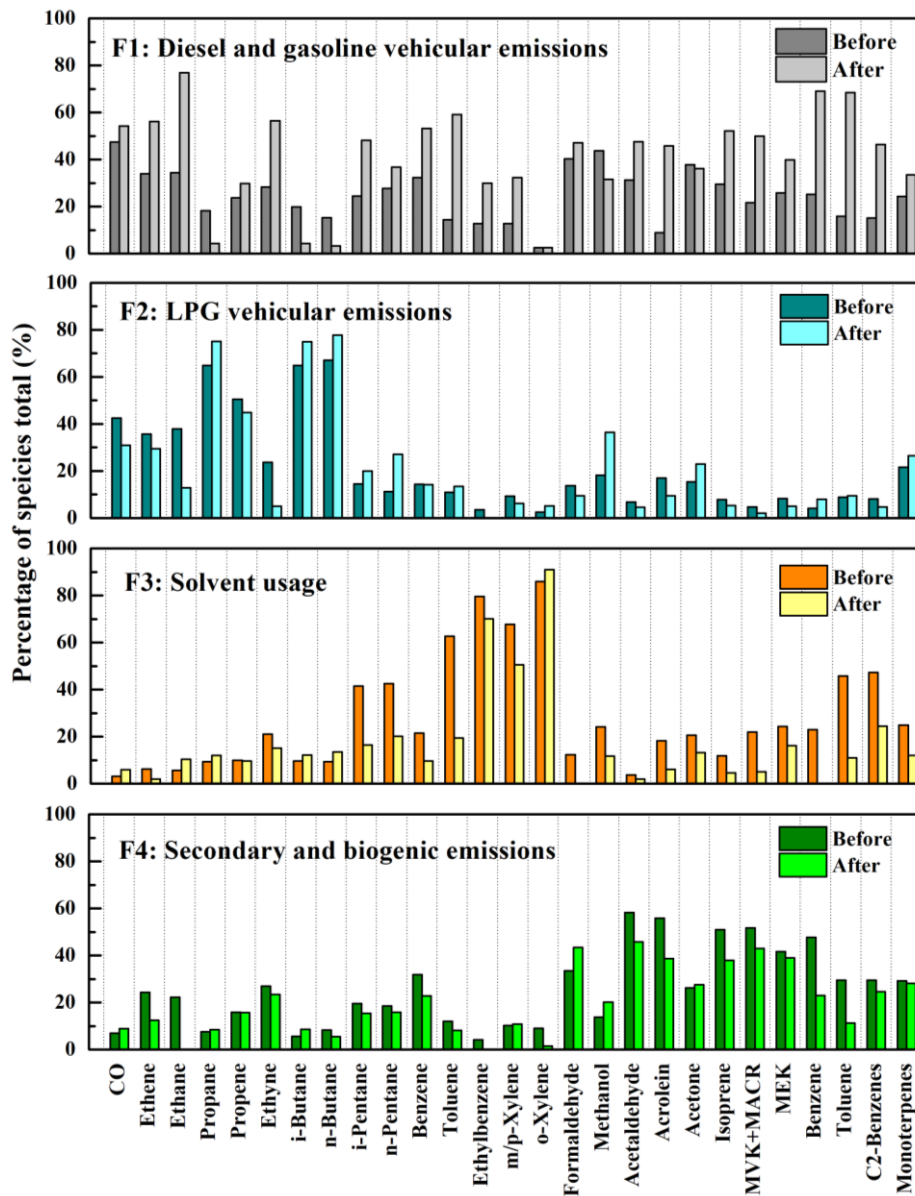 Percentage of speicies total (%)
100
80
60
40
20
0
F1: Diesel and gasoline vehicular emissions
Before
After
100
80
60
40
20
0
F2: LPG vehicular emissions
Before
After
100
80
60
40
20
0
F3: Solvent usage
Before
After
100
80
60
40
20
0
F4: Secondary and biogenic emissions
Before
After
CO
Ethene
Ethane
Propane
Propene
Ethyne
i-Butane
n-Butane
i-Pentane
n-Pentane
Benzene
Toluene
Ethylbenzene
m/p-Xylene
o-Xylene
Formaldehyde
Methanol
Acetaldehyde
Acrolein
Acetone
Isoprene
MVK+MACR
MEK
Benzene
Toluene
C2-Benzenes
Monoterpenes